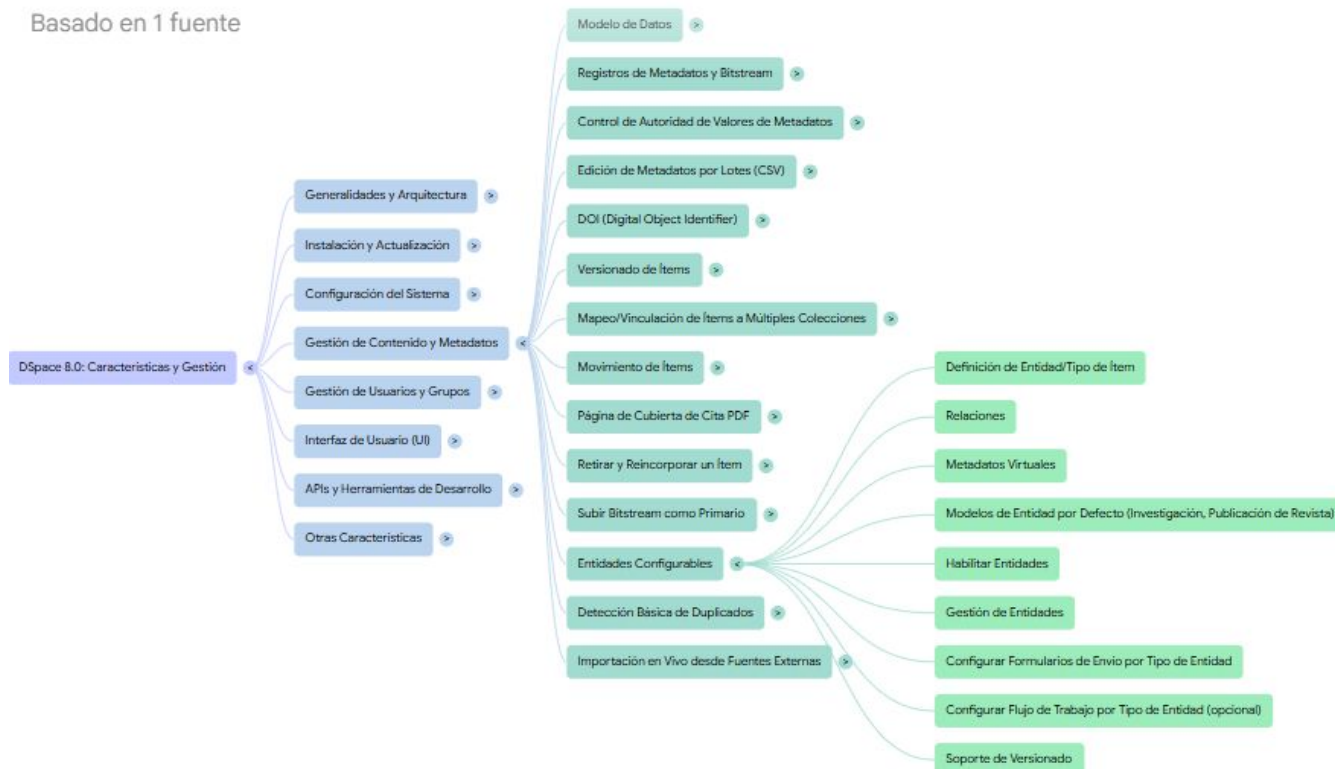 Basado en 1 fuente
DSpace 8.0: Características y Gestión
<
Generalidades y Arquitectura
>
Instalación y Actualización
>
Configuración del Sistema
>
Gestión de Contenido y Metadatos
<
Gestión de Usuarios y Grupos
>
Interfaz de Usuario (UI)
>
APIs y Herramientas de Desarrollo
>
Otras Características
>
Modelo de Datos
>
Registros de Metadatos y Bitstream
>
Control de Autoridad de Valores de Metadatos
>
Edición de Metadatos por Lotes (CSV)
>
DOI (Digital Object Identifier)
>
Versionado de Ítems
>
Mapeo/Vinculación de Ítems a Múltiples Colecciones
>
Movimiento de Ítems
>
Página de Cubierta de Cita PDF
>
Retirar y Reincorporar un Ítem
>
Subir Bitstream como Primario
>
Entidades Configurables
<
Detección Básica de Duplicados
>
Importación en Vivo desde Fuentes Externas
>
Definición de Entidad/Tipo de Ítem
Relaciones
Metadatos Virtuales
Modelos de Entidad por Defecto (Investigación, Publicación de Revista)
Habilitar Entidades
Gestión de Entidades
Configurar Formularios de Envío por Tipo de Entidad
Configurar Flujo de Trabajo por Tipo de Entidad (opcional)
Soporte de Versionado